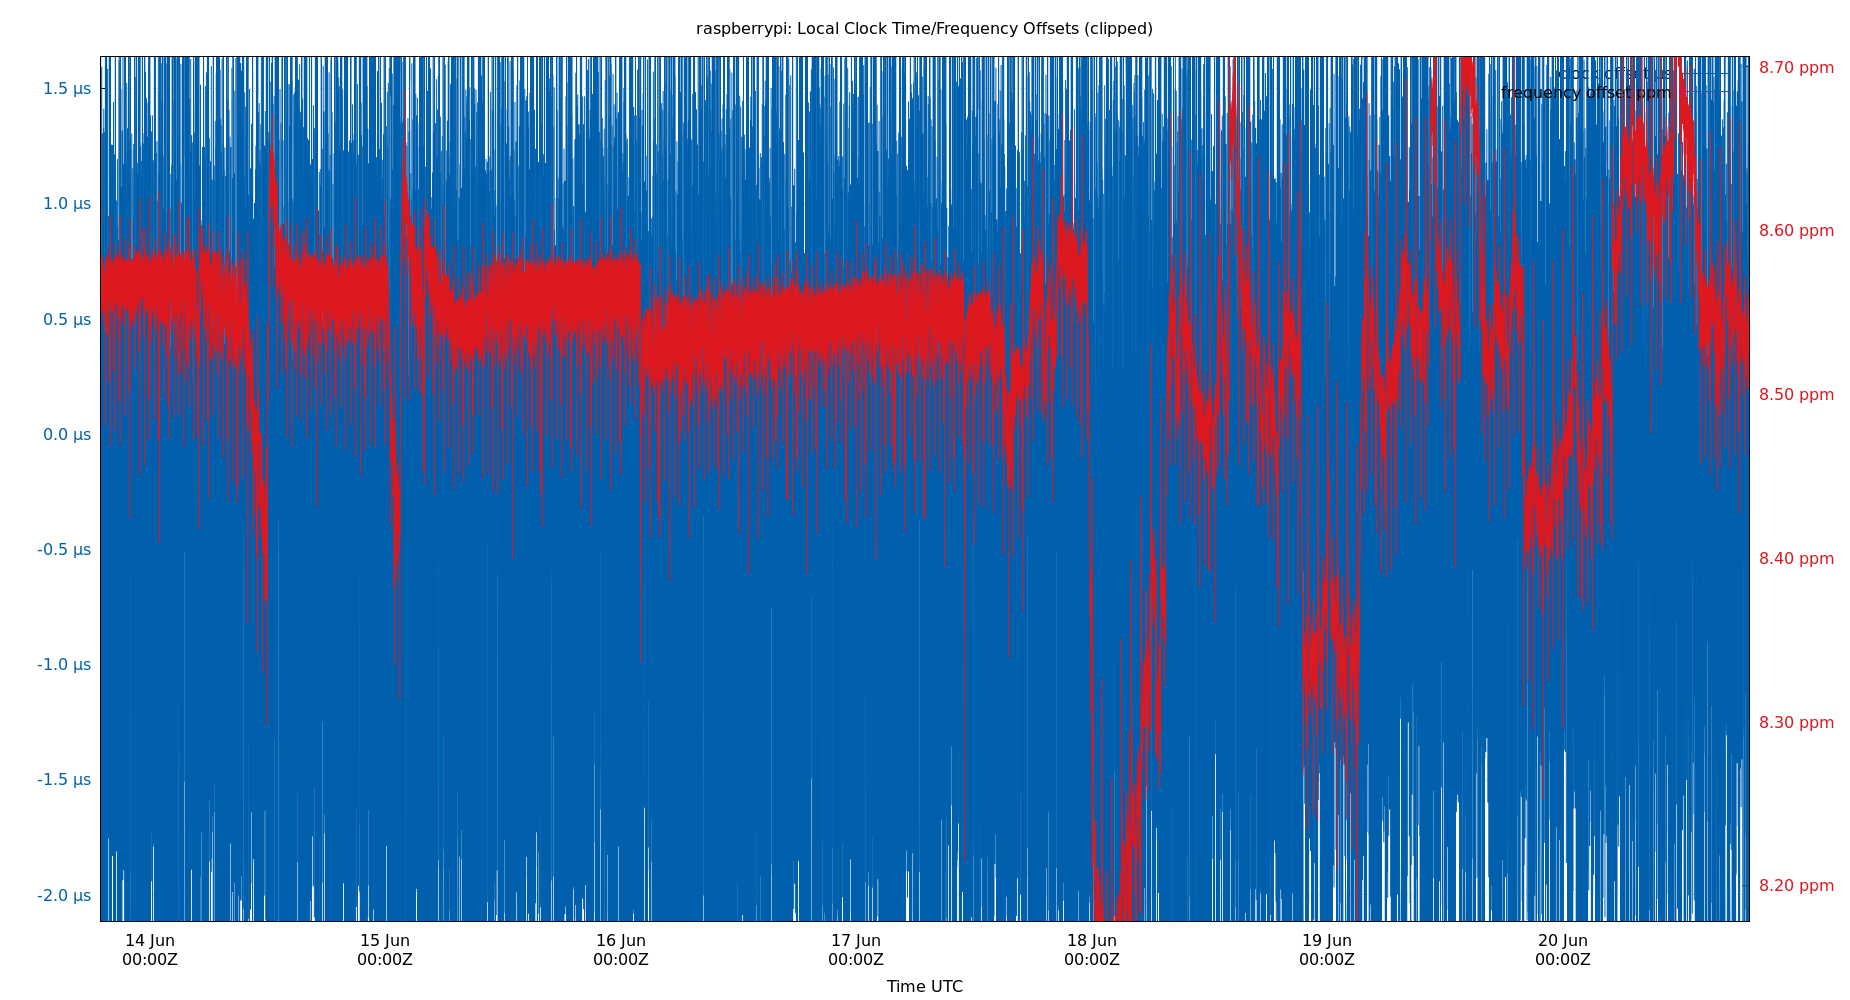 raspberrypi: Local Clock Time/Frequency Offsets (clipped)
clock offset μs
frequency offset ppm
1.5 μs
1.0 μs
0.5 μs
0.0 μs
-0.5 μs
-1.0 μs
-1.5 μs
-2.0 μs
8.70 ppm
8.60 ppm
8.50 ppm
8.40 ppm
8.30 ppm
8.20 ppm
14 Jun 15 Jun 16 Jun 17 Jun 18 Jun 19 Jun 20 Jun
00:00Z 00:00Z 00:00Z 00:00Z 00:00Z 00:00Z 00:00Z
Time UTC